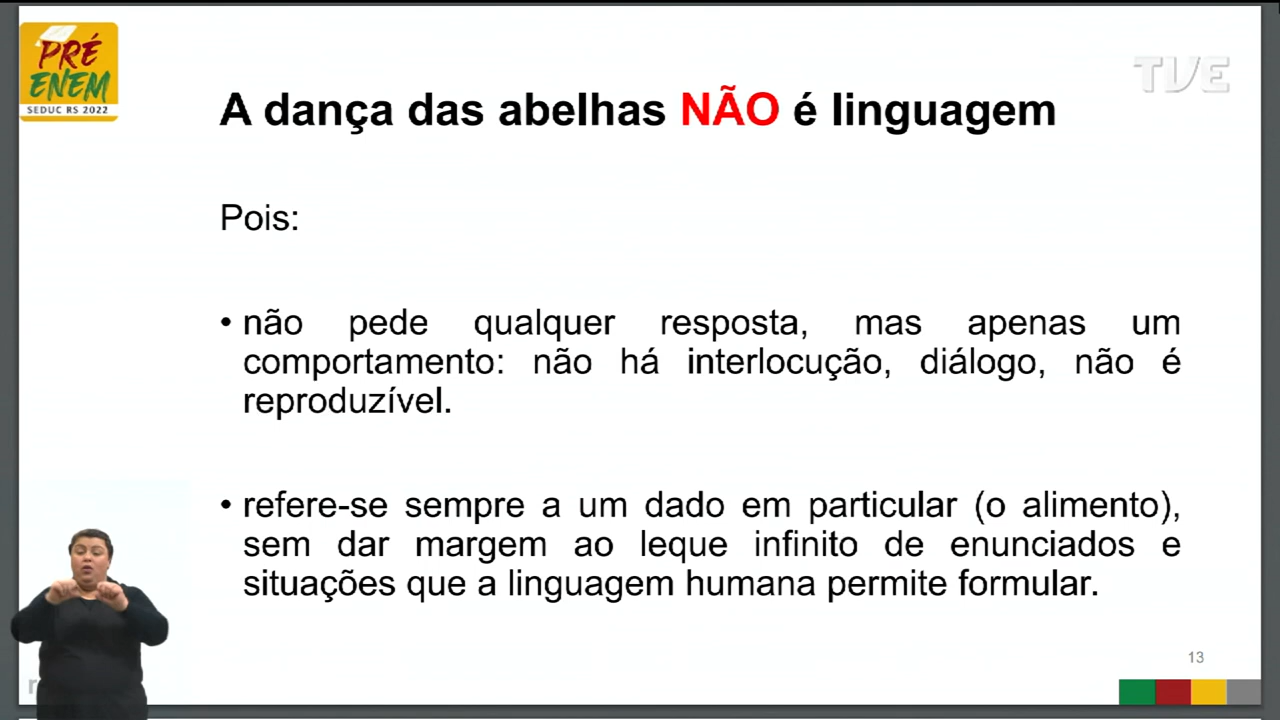 PRÉ
ENEM
SEDUC RS 2022
TVE
A dança das abelhas NÃO é linguagem
Pois:
• não pede qualquer resposta, mas apenas um
comportamento: não há interlocução, diálogo, não é
reproduzível.
• refere-se sempre a um dado em particular (o alimento),
sem dar margem ao leque infinito de enunciados e
situações que a linguagem humana permite formular.
13